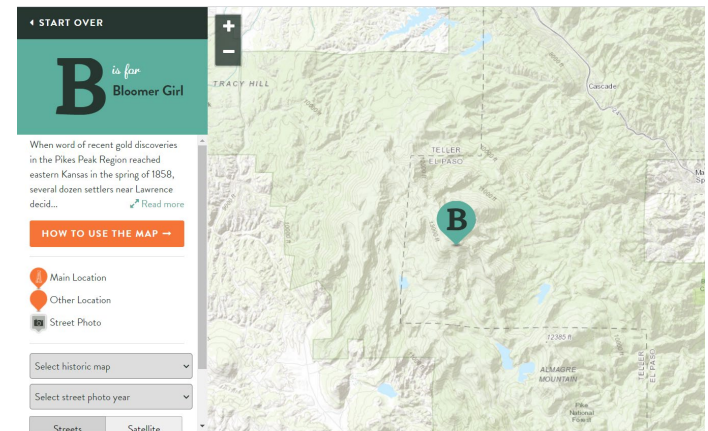 START OVER
B is for
Bloomer Girl
When word of recent gold discoveries
in the Pikes Peak Region reached
eastern Kansas in the spring of 1858,
several dozen settlers near Lawrence
decid... Read more
HOW TO USE THE MAP →
Main Location
Other Location
Street Photo
Select historic map
Select street photo year
Streets Satellite
+
−
TRACY HILL
Cascade
TELLER
EL PASO
B
12385 ft
ALMAGRE
MOUNTAIN
TELLER
EL PASO
Pike
National
Forest